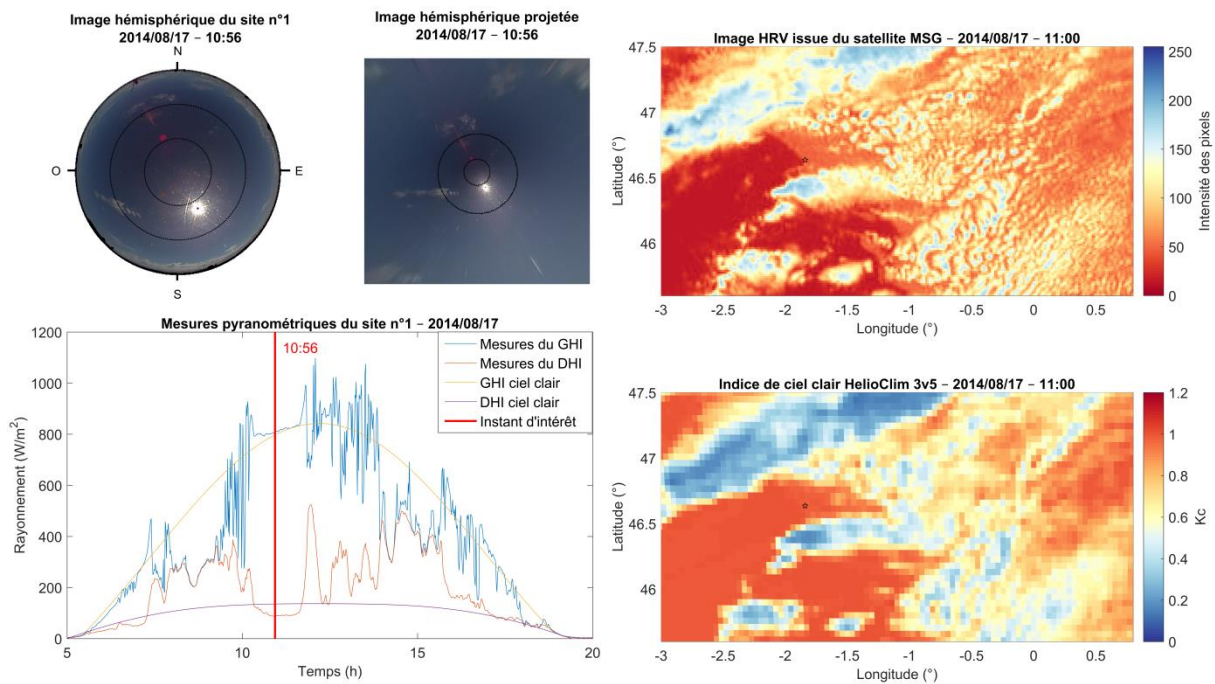 Image hémisphérique du site n°1
2014/08/17 – 10:56
N
O
E
S
Image hémisphérique projetée
2014/08/17 – 10:56
Image HRV issue du satellite MSG – 2014/08/17 – 11:00
47.5
47
46.5
46
Latitude (°)
-3
-2.5
-2
-1.5
-1
-0.5
0
0.5
Longitude (°)
250
200
150
100
50
0
Intensité des pixels
Mesures pyranométriques du site n°1 – 2014/08/17
1200
1000
800
600
400
200
0
Rayonnement (W/m²)
10:56
Mesures du GHI
Mesures du DHI
GHI ciel clair
DHI ciel clair
Instant d'intérêt
5
10
15
20
Temps (h)
Indice de ciel clair HelioClim 3v5 – 2014/08/17 – 11:00
47.5
47
46.5
46
Latitude (°)
-3
-2.5
-2
-1.5
-1
-0.5
0
0.5
Longitude (°)
1.2
1
0.8
0.6
0.4
0.2
0
Kc